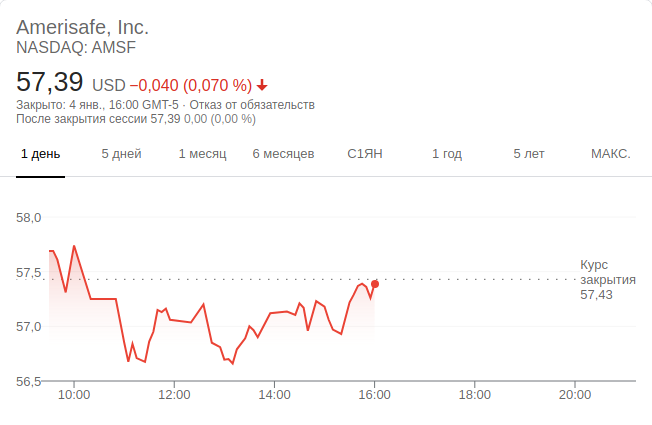 Amerisafe, Inc.
NASDAQ: AMSF
57,39 USD −0,040 (0,070 %)
Закрыто: 4 янв., 16:00 GMT-5 · Отказ от обязательств
После закрытия сессии 57,39 0,00 (0,00 %)
1 день 5 дней 1 месяц 6 месяцев С1ЯН 1 год 5 лет МАКС.
58,0
57,5
57,0
56,5
Курс
закрытия
57,43
10:00 12:00 14:00 16:00 18:00 20:00